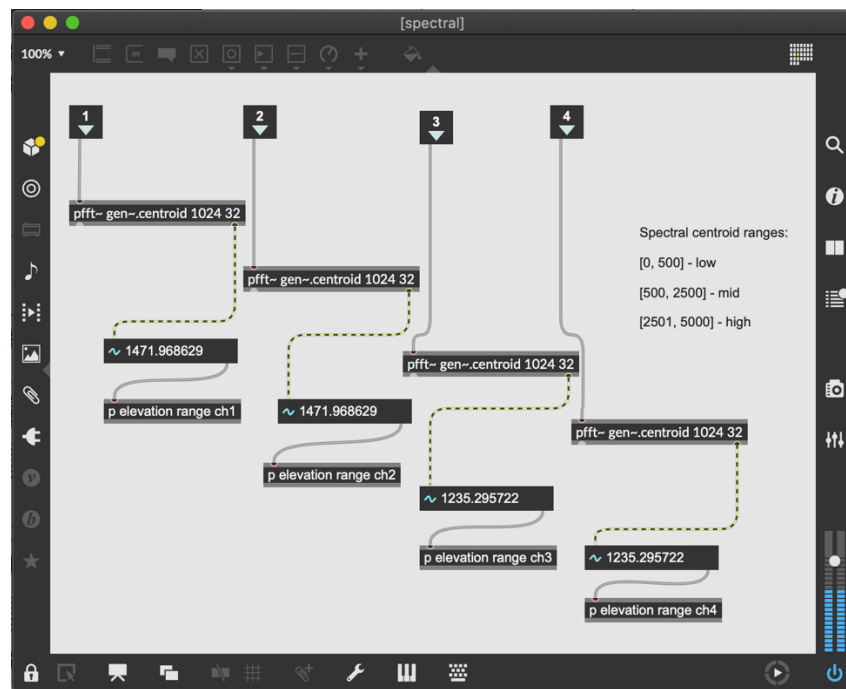 [spectral]
100%
1
2
3
4
pfft~ gen~.centroid 1024 32
pfft~ gen~.centroid 1024 32
Spectral centroid ranges:
[0, 500] - low
[500, 2500] - mid
[2501, 5000] - high
~ 1471.968629
pfft~ gen~.centroid 1024 32
p elevation range ch1
~ 1471.968629
pfft~ gen~.centroid 1024 32
p elevation range ch2
~ 1235.295722
p elevation range ch3
~ 1235.295722
p elevation range ch4